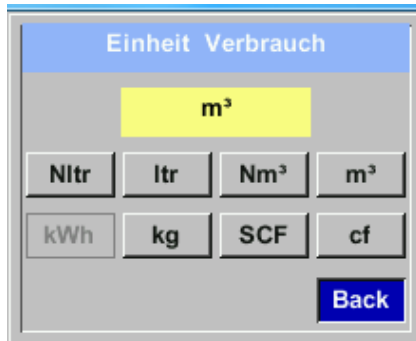 Einheit Verbrauch
m³
Nltr ltr Nm³ m³
kWh kg SCF cf
Back